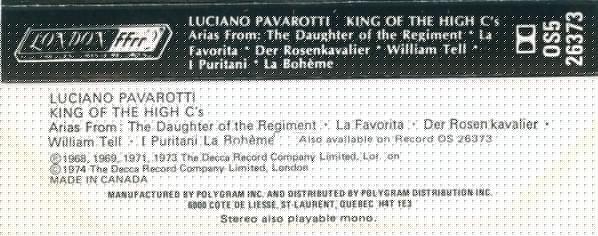 LONDON ffrr
LUCIANO PAVAROTTI KING OF THE HIGH C's
Arias From: The Daughter of the Regiment • La
Favorita • Der Rosenkavalier • William Tell •
I Puritani • La Bohème
OS5
26373
LUCIANO PAVAROTTI
KING OF THE HIGH C's
Arias From: The Daughter of the Regiment · La Favorita · Der Rosenkavalier ·
William Tell · I Puritani La Bohème Also available on Record OS 26373
℗1968, 1969, 1971, 1973 The Decca Record Company Limited, Lon on
©1974 The Decca Record Company Limited, London
MADE IN CANADA
MANUFACTURED BY POLYGRAM INC. AND DISTRIBUTED BY POLYGRAM DISTRIBUTION INC.
6000 COTE DE LIESSE, ST-LAURENT, QUEBEC H4T 1E3
Stereo also playable mono.